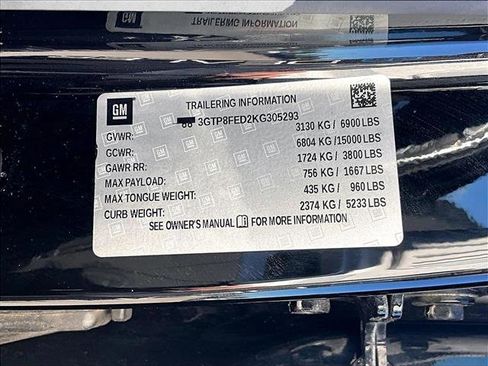 GM
TRAILERING INFORMATION
GM
TRAILERING INFORMATION
3GTP8FED2KG305293
GVWR: 3130 KG / 6900 LBS
GCWR: 6804 KG/15000 LBS
GAWR RR: 1724 KG / 3800 LBS
MAX PAYLOAD: 756 KG / 1667 LBS
MAX TONGUE WEIGHT: 435 KG / 960 LBS
CURB WEIGHT: 2374 KG / 5233 LBS
SEE OWNER'S MANUAL FOR MORE INFORMATION